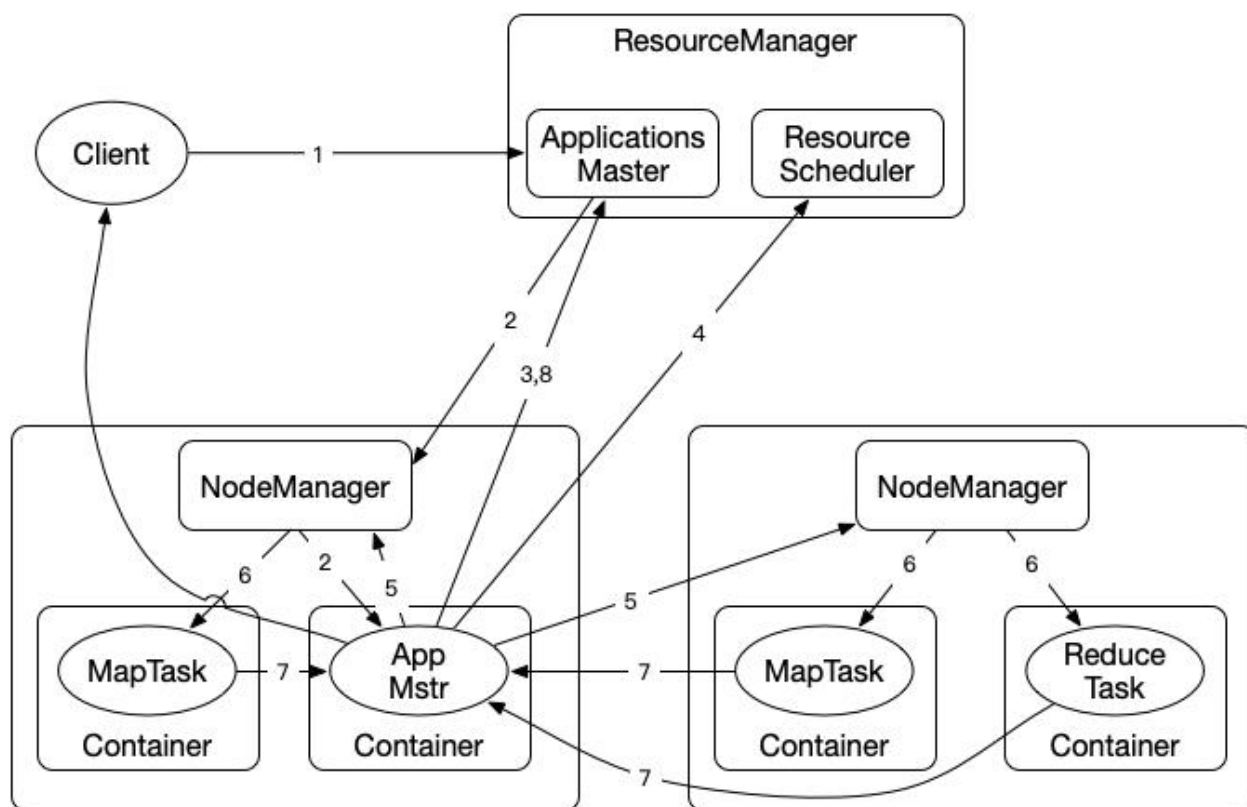 ResourceManager
Client
1
Applications
Master
Resource
Scheduler
2
3,8
4
NodeManager
NodeManager
6
2
5
5
6
6
MapTask
7
App
Mstr
7
MapTask
Reduce
Task
Container
Container
Container
Container
7